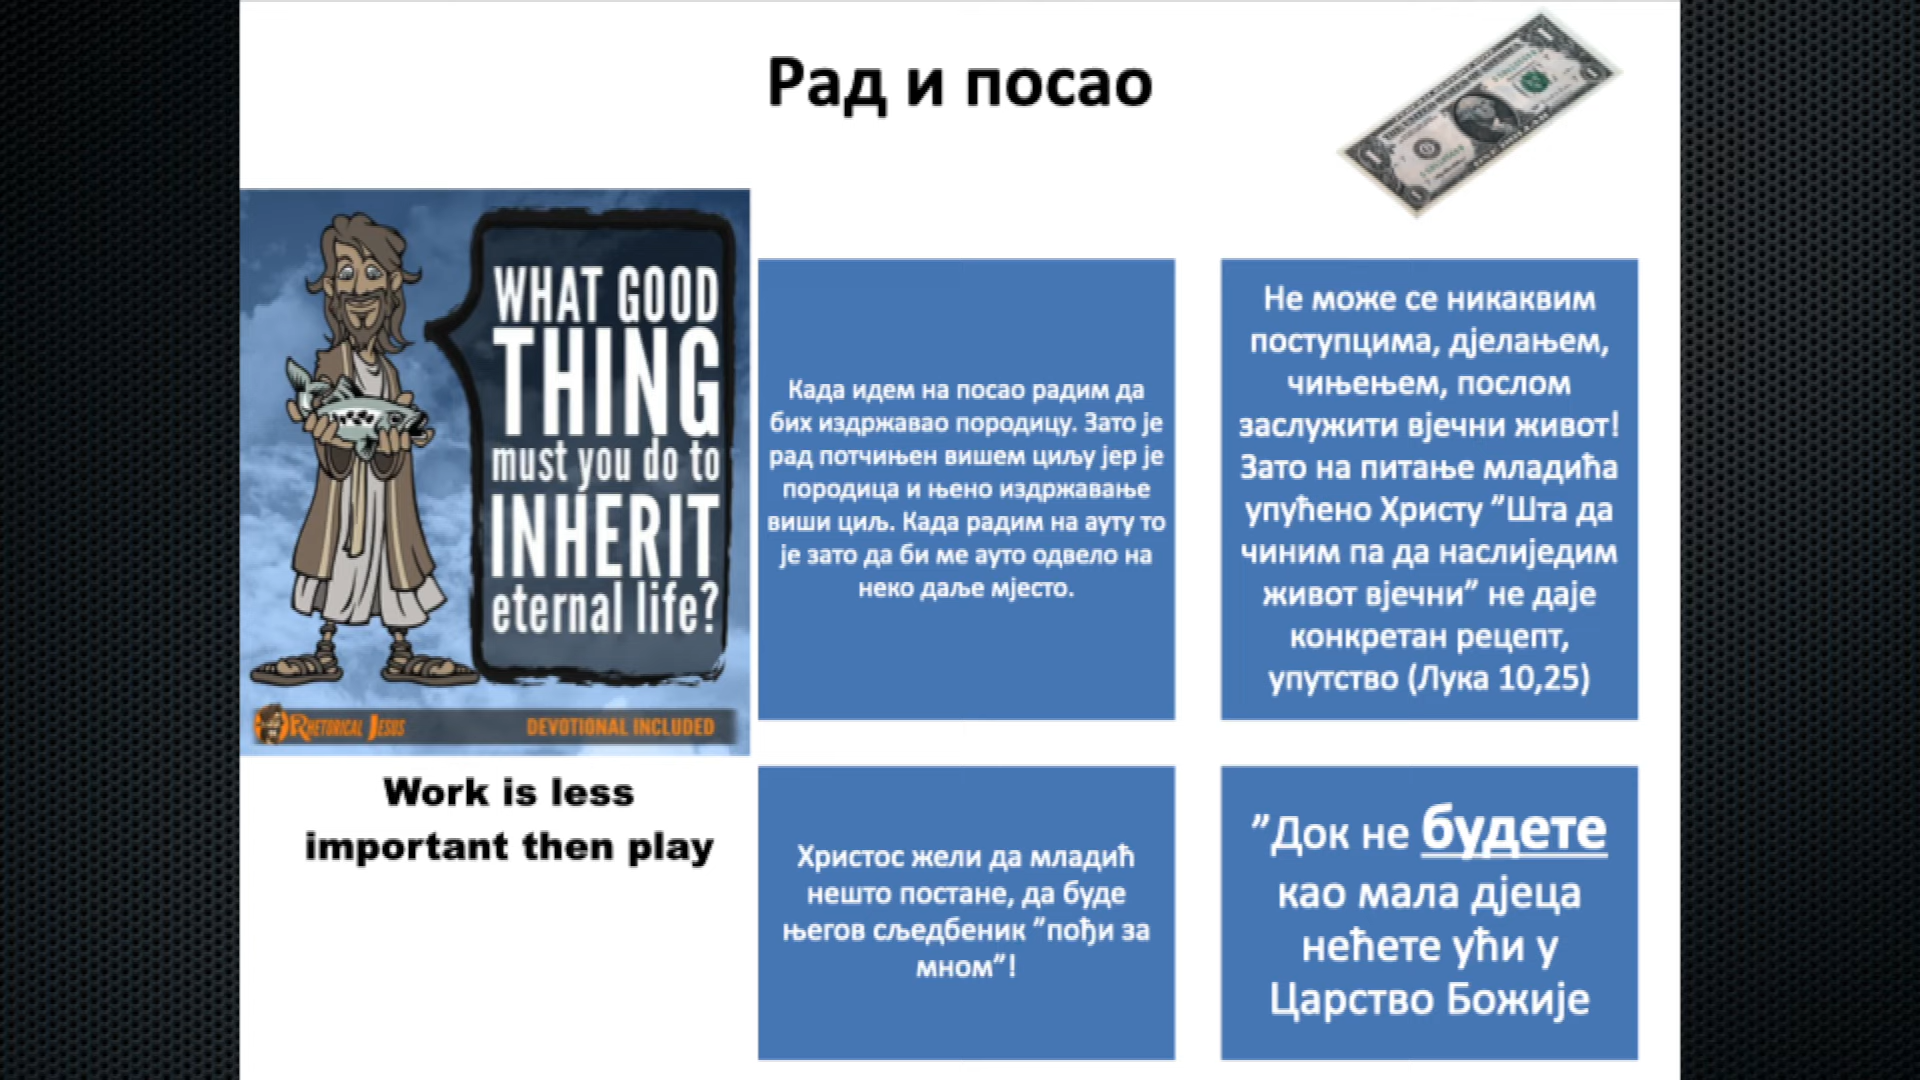 Рад и посао
WHAT GOOD
THING
must you do to
INHERIT
eternal life?
RHETORICAL JESUS
DEVOTIONAL INCLUDED
Work is less
important then play
Када идем на посао радим да
бих издржавао породицу. Зато је
рад потчињен вишем циљу јер је
породица и њено издржавање
виши циљ. Када радим на ауту то
је зато да би ме ауто одвело на
неко даље мјесто.
Не може се никаквим
поступцима, дјелањем,
чињењем, послом
заслужити вјечни живот!
Зато на питање младића
упућено Христу ”Шта да
чиним па да наслиједим
живот вјечни” не даје
конкретан рецепт,
упутство (Лука 10,25)
Христос жели да младић
нешто постане, да буде
његов сљедбеник ”пођи за
мном”!
”Док не будете
као мала дјеца
нећете ући у
Царство Божије